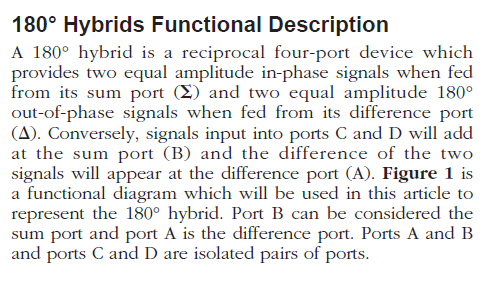 180° Hybrids Functional Description
A 180° hybrid is a reciprocal four-port device which
provides two equal amplitude in-phase signals when fed
from its sum port (Σ) and two equal amplitude 180°
out-of-phase signals when fed from its difference port
(Δ). Conversely, signals input into ports C and D will add
at the sum port (B) and the difference of the two
signals will appear at the difference port (A). Figure 1 is
a functional diagram which will be used in this article to
represent the 180° hybrid. Port B can be considered the
sum port and port A is the difference port. Ports A and B
and ports C and D are isolated pairs of ports.